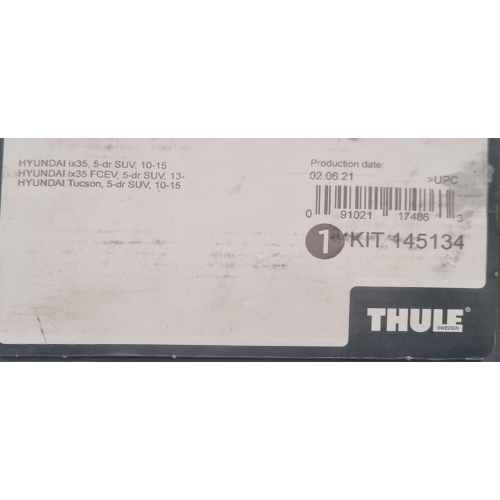 HYUNDAI ix35, 5-dr SUV, 10-15
HYUNDAI ix35 FCEV, 5-dr SUV, 13-
HYUNDAI Tucson, 5-dr SUV, 10-15
Production date:
02.06.21 >UPC
0 91021 17486 3
1 KIT 145134
THULE®
SWEDEN